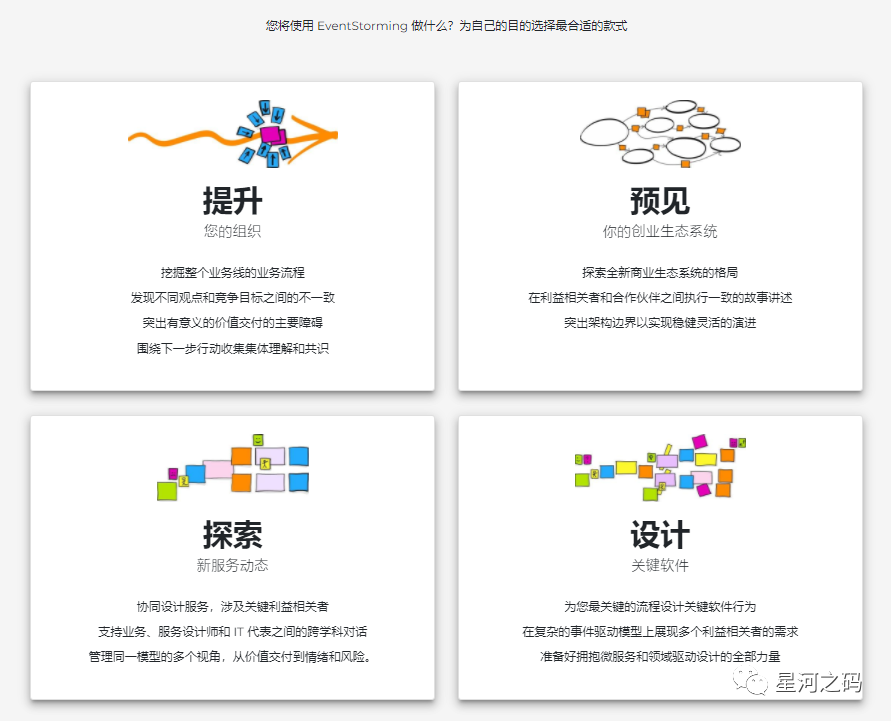 您将使用 EventStorming 做什么？为自己的目的选择最合适的款式
提升
您的组织
挖掘整个业务线的业务流程
发现不同观点和竞争目标之间的不一致
突出有意义的价值交付的主要障碍
围绕下一步行动收集集体理解和共识
预见
你的创业生态系统
探索全新商业生态系统的格局
在利益相关者和合作伙伴之间执行一致的故事讲述
突出架构边界以实现稳健灵活的演进
探索
新服务动态
协同设计服务，涉及关键利益相关者
支持业务、服务设计师和 IT 代表之间的跨学科对话
管理同一模型的多个视角，从价值交付到情绪和风险。
设计
关键软件
为您最关键的流程设计关键软件行为
在复杂的事件驱动模型上展现多个利益相关者的需求
准备好拥抱微服务和领域驱动设计的全部力量
星河之码